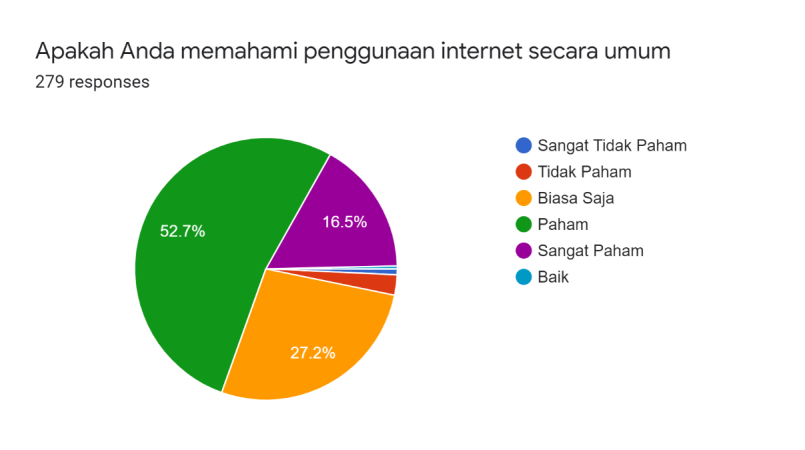 Apakah Anda memahami penggunaan internet secara umum
279 responses
52.7%
16.5%
27.2%
Sangat Tidak Paham
Tidak Paham
Biasa Saja
Paham
Sangat Paham
Baik